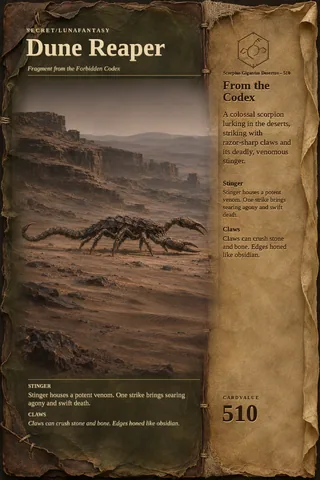 SECRET/LUNAFANTASY
Dune Reaper
Fragment from the Forbidden Codex
Scorpius Gigantus Desertus - 510
From the
Codex
A colossal scorpion
lurking in the deserts,
striking with
razor-sharp claws and
its deadly, venomous
stinger.
Stinger
Stinger houses a potent
venom. One strike brings
searing agony and swift
death.
Claws
Claws can crush stone
and bone. Edges honed
like obsidian.
STINGER
Stinger houses a potent venom. One strike brings searing
agony and swift death.
CLAWS
Claws can crush stone and bone. Edges honed like obsidian.
CARDVALUE
510